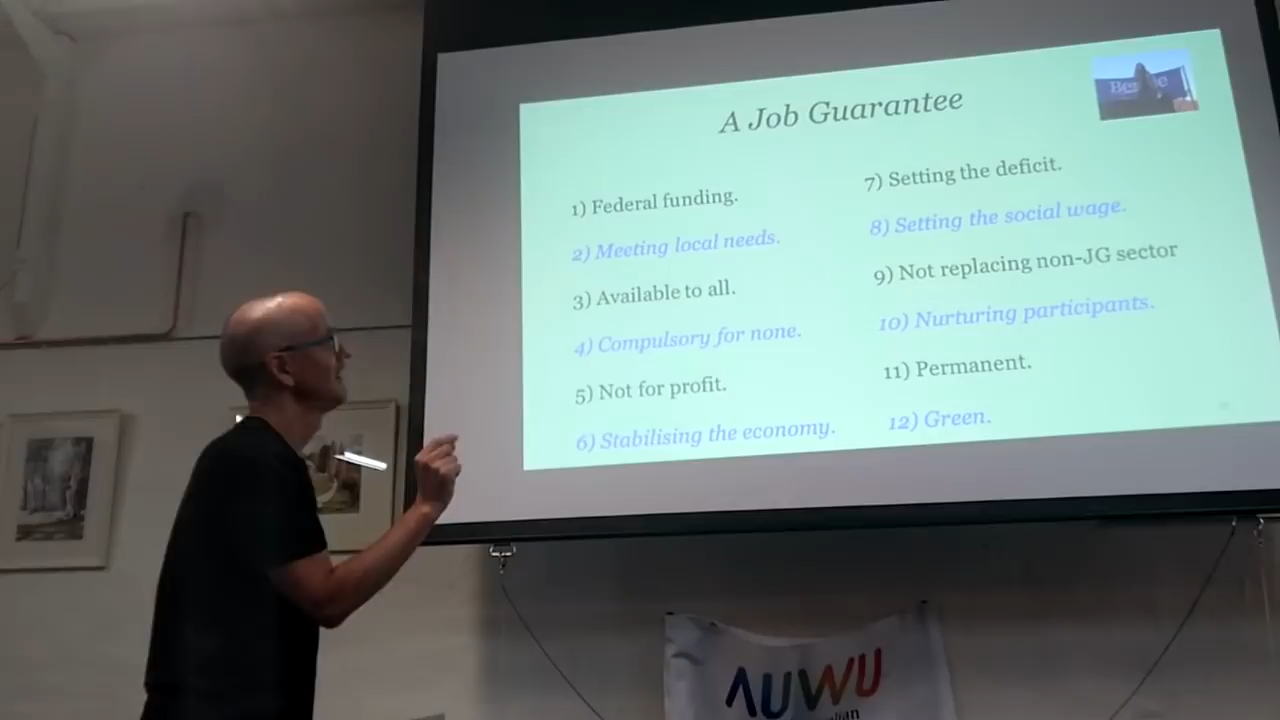 A Job Guarantee
1) Federal funding.
2) Meeting local needs.
3) Available to all.
4) Compulsory for none.
5) Not for profit.
6) Stabilising the economy.
7) Setting the deficit.
8) Setting the social wage.
9) Not replacing non-JG sector
10) Nurturing participants.
11) Permanent.
12) Green.
AUWU